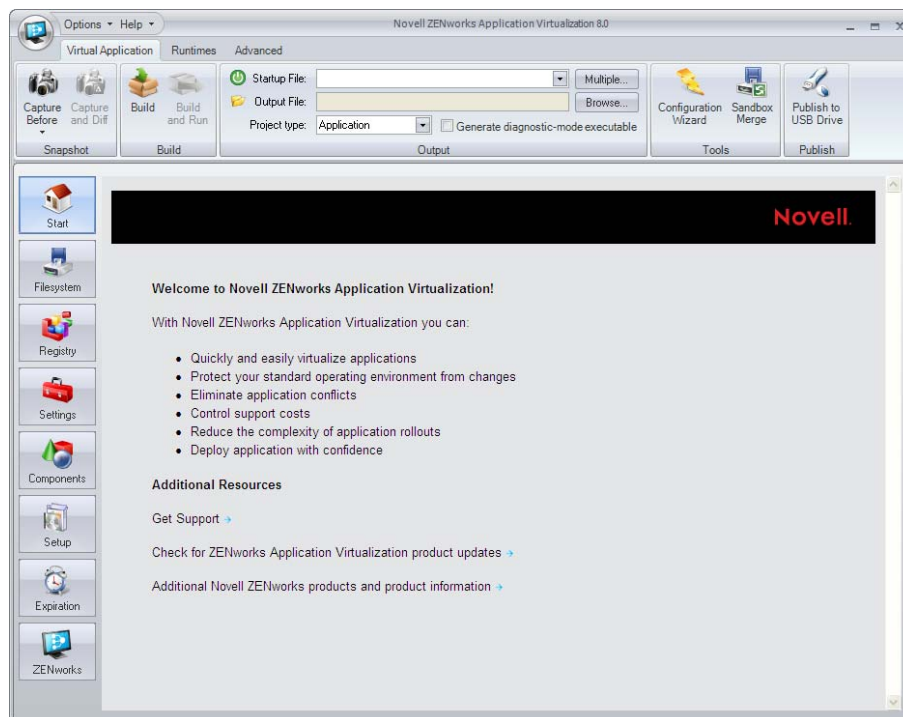 Options Help
Novell ZENworks Application Virtualization 8.0
Virtual Application Runtimes Advanced
Startup File: Multiple...
Capture Before
Capture and Diff
Build
Build and Run
Output File: Browse...
Configuration Wizard
Sandbox Merge
Publish to USB Drive
Project type: Application Generate diagnostic-mode executable
Snapshot Build Output Tools Publish
Start
Novell.
Filesystem
Welcome to Novell ZENworks Application Virtualization!
With Novell ZENworks Application Virtualization you can:
Registry
• Quickly and easily virtualize applications
• Protect your standard operating environment from changes
• Eliminate application conflicts
• Control support costs
• Reduce the complexity of application rollouts
• Deploy application with confidence
Settings
Components
Additional Resources
Get Support →
Setup
Check for ZENworks Application Virtualization product updates →
Additional Novell ZENworks products and product information →
Expiration
ZENworks